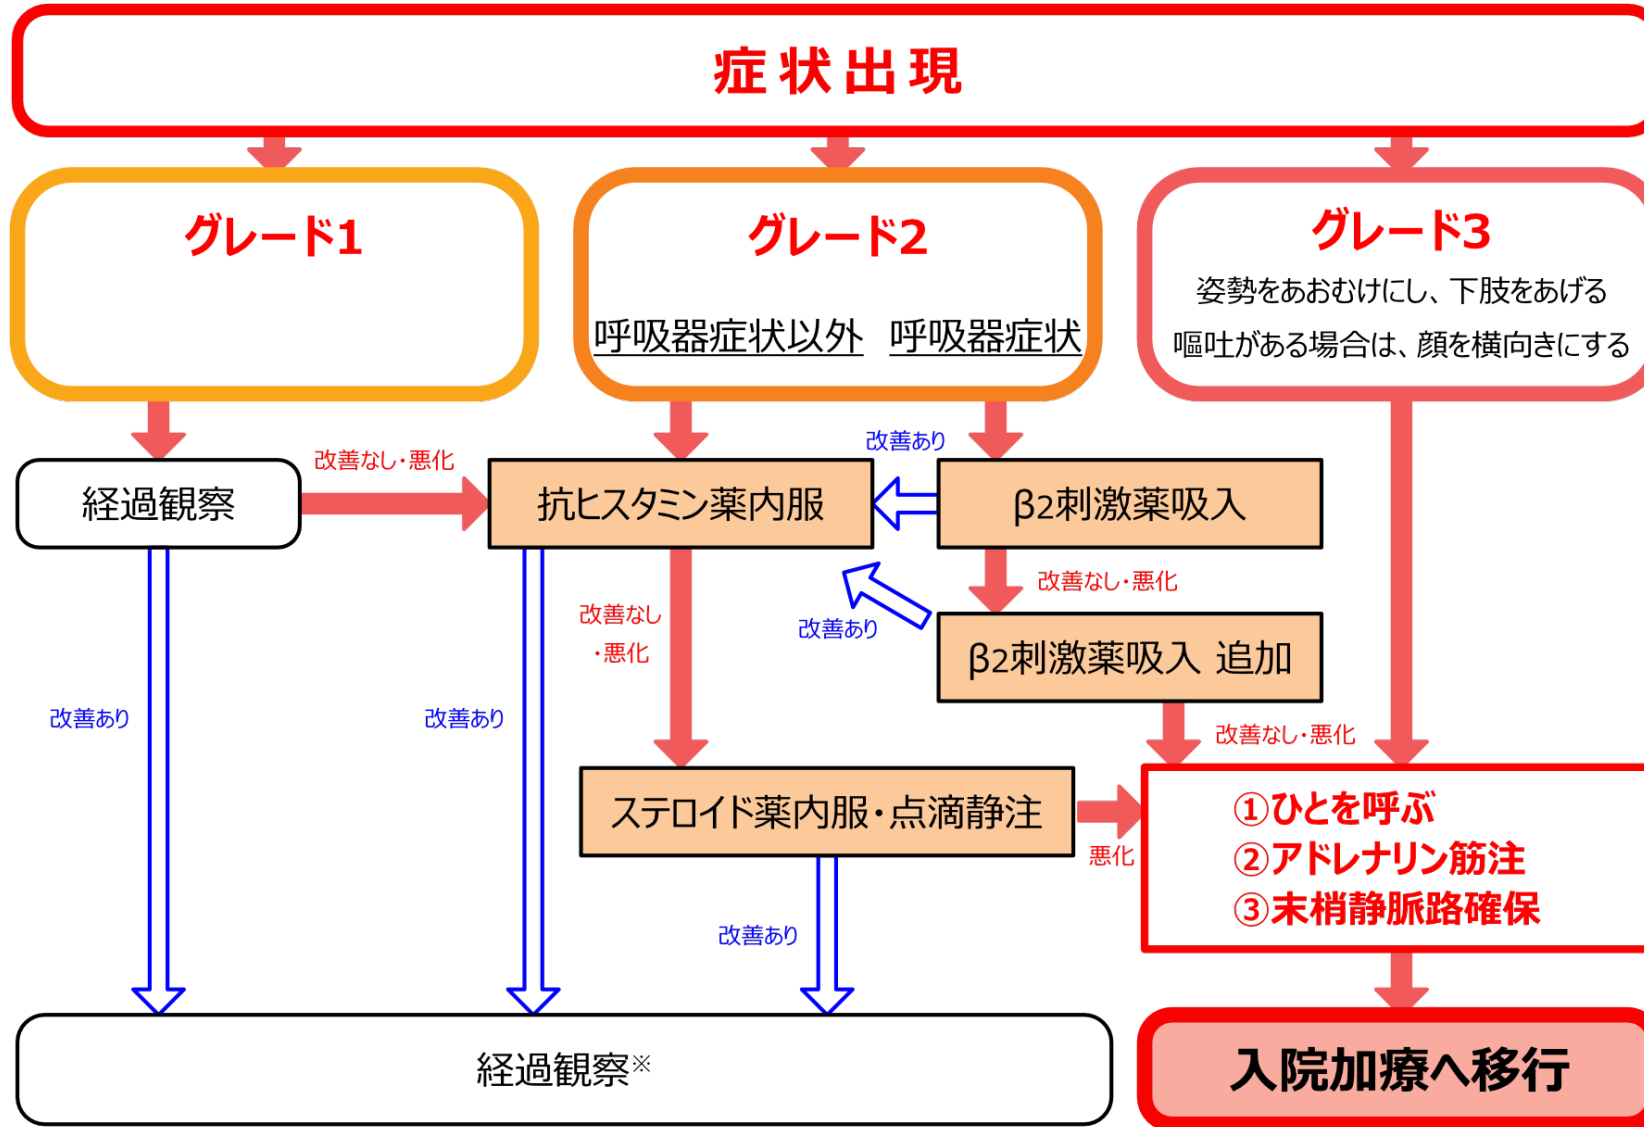 症状出現
グレード1
グレード2
呼吸器症状以外 呼吸器症状
グレード3
姿勢をあおむけにし、下肢をあげる
嘔吐がある場合は、顔を横向きにする
経過観察
改善なし・悪化
抗ヒスタミン薬内服
改善あり
β2刺激薬吸入
改善なし・悪化
改善なし
・悪化
改善あり
β2刺激薬吸入 追加
改善あり
改善あり
改善なし・悪化
ステロイド薬内服・点滴静注
悪化
①ひとを呼ぶ
②アドレナリン筋注
③末梢静脈路確保
改善あり
経過観察※
入院加療へ移行